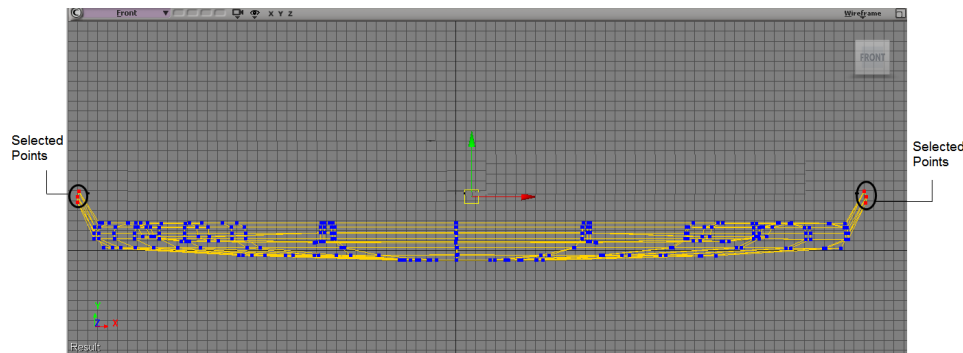 C Front X Y Z WireFrame
FRONT
Selected
Points
Selected
Points
Y
Z X
Result